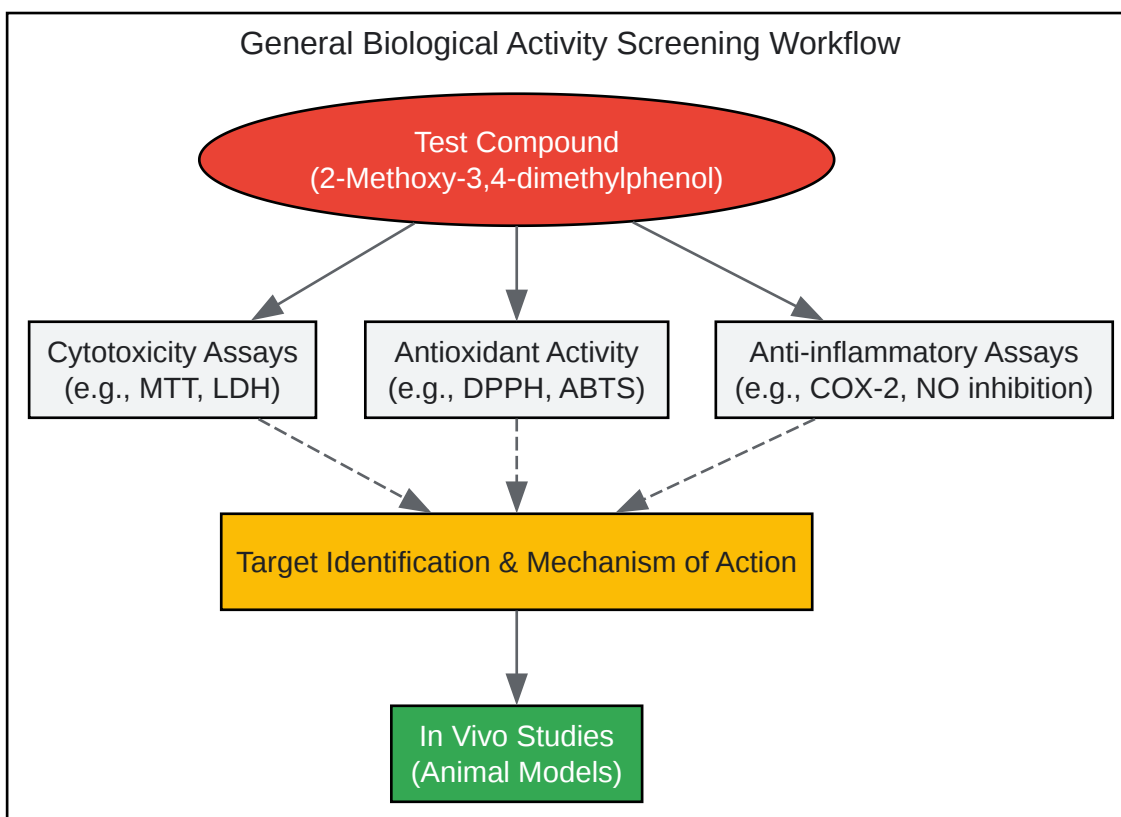 General Biological Activity Screening Workflow
Test Compound
(2-Methoxy-3,4-dimethylphenol)
Cytotoxicity Assays
(e.g., MTT, LDH)
Antioxidant Activity
(e.g., DPPH, ABTS)
Anti-inflammatory Assays
(e.g., COX-2, NO inhibition)
Target Identification & Mechanism of Action
In Vivo Studies
(Animal Models)